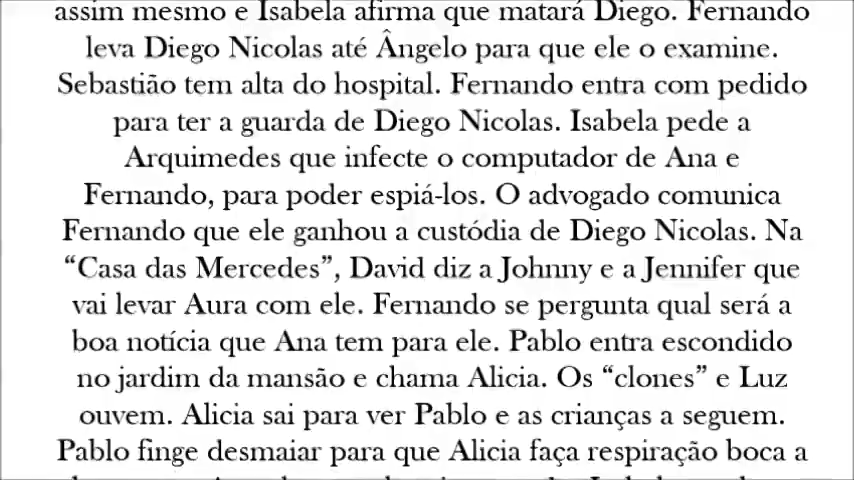 assim mesmo e Isabela afirma que matará Diego. Fernando
leva Diego Nicolas até Ângelo para que ele o examine.
Sebastião tem alta do hospital. Fernando entra com pedido
para ter a guarda de Diego Nicolas. Isabela pede a
Arquimedes que infecte o computador de Ana e
Fernando, para poder espiá-los. O advogado comunica
Fernando que ele ganhou a custódia de Diego Nicolas. Na
“Casa das Mercedes”, David diz a Johnny e a Jennifer que
vai levar Aura com ele. Fernando se pergunta qual será a
boa notícia que Ana tem para ele. Pablo entra escondido
no jardim da mansão e chama Alicia. Os “clones” e Luz
ouvem. Alicia sai para ver Pablo e as crianças a seguem.
Pablo finge desmaiar para que Alicia faça respiração boca a